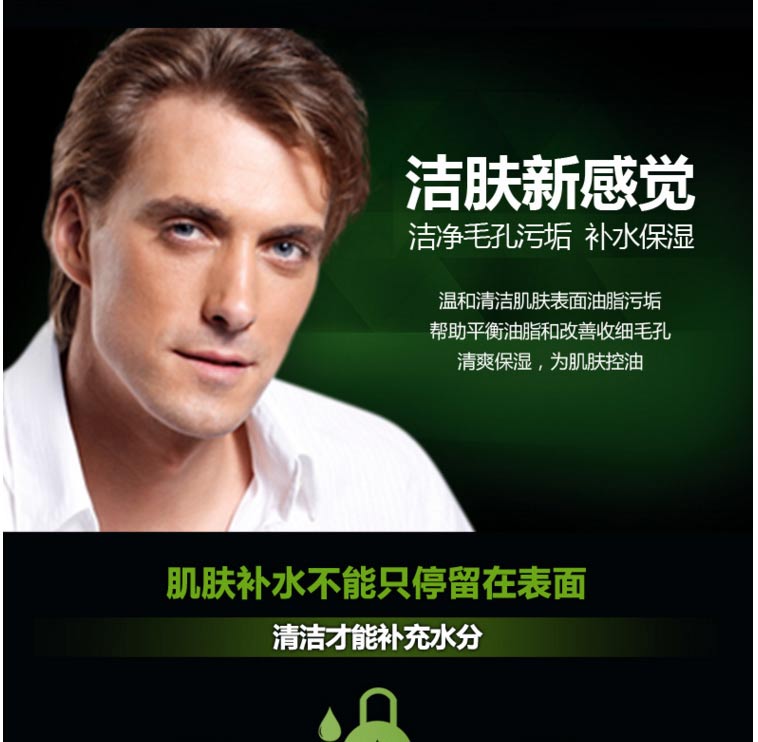 洁肤新感觉
洁净毛孔污垢 补水保湿
温和清洁肌肤表面油脂污垢
帮助平衡油脂和改善收细毛孔
清爽保湿，为肌肤控油
肌肤补水不能只停留在表面
清洁才能补充水分